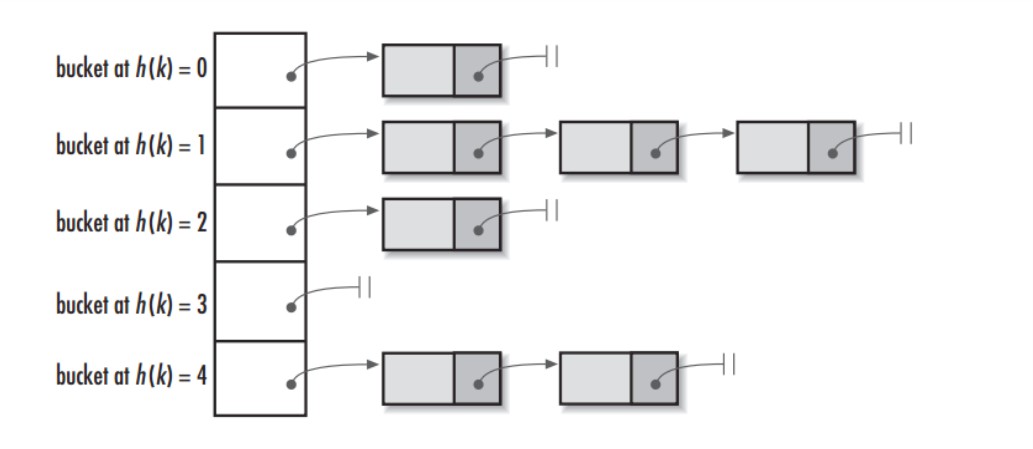 bucket at h(k) = 0
bucket at h(k) = 1
bucket at h(k) = 2
bucket at h(k) = 3
bucket at h(k) = 4